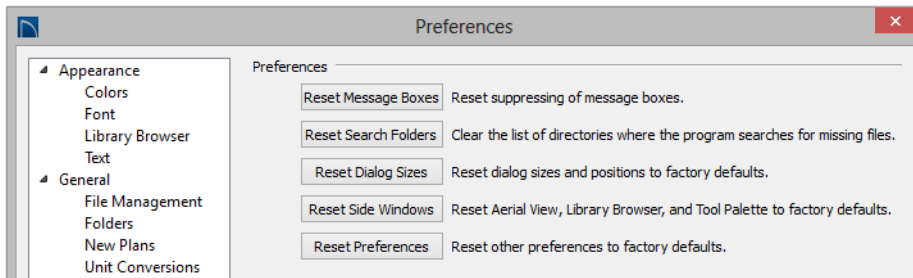 Preferences
Appearance
Colors
Font
Library Browser
Text
General
File Management
Folders
New Plans
Unit Conversions
Preferences
Reset Message Boxes Reset suppressing of message boxes.
Reset Search Folders Clear the list of directories where the program searches for missing files.
Reset Dialog Sizes Reset dialog sizes and positions to factory defaults.
Reset Side Windows Reset Aerial View, Library Browser, and Tool Palette to factory defaults.
Reset Preferences Reset other preferences to factory defaults.